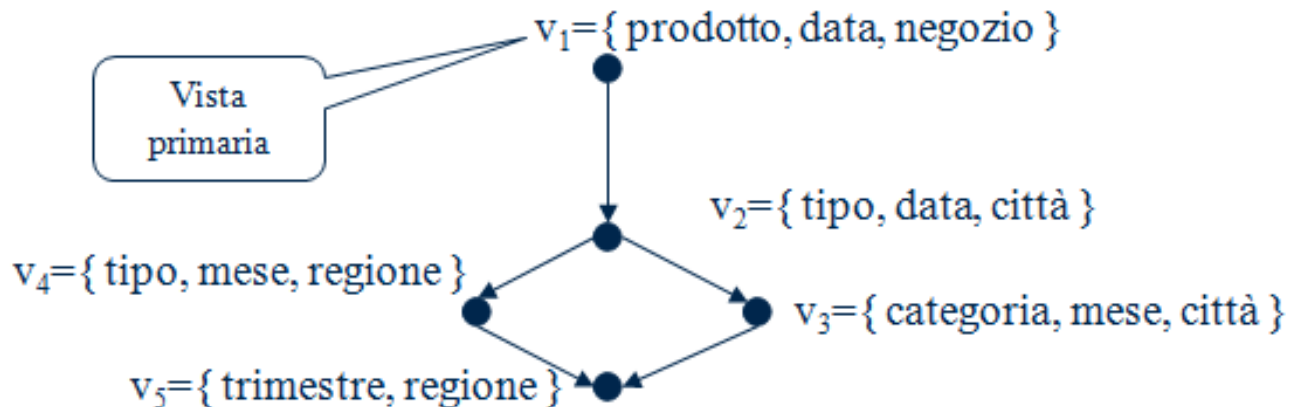 v₁={ prodotto, data, negozio }
Vista
primaria
v₂={ tipo, data, città }
v₄={ tipo, mese, regione }
v₃={ categoria, mese, città }
v₅={ trimestre, regione }